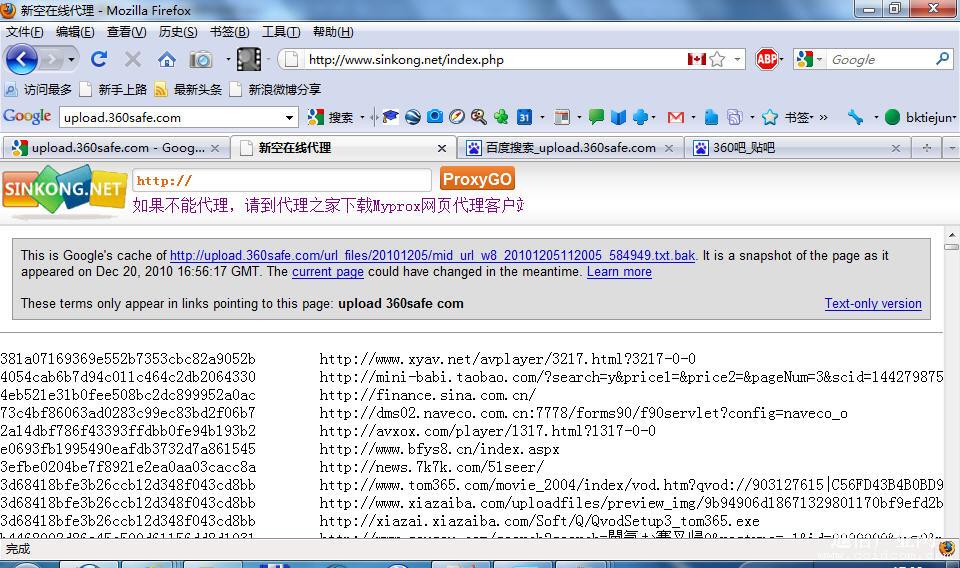 新空在线代理 - Mozilla Firefox
文件(F) 编辑(E) 查看(V) 历史(S) 书签(B) 工具(T) 帮助(H)
http://www.sinkong.net/index.php ABP Google
访问最多 新手上路 最新头条 新浪微博分享
Google upload.360safe.com 搜索 31 书签 bktiejun
upload.360safe.com - Goog... 新空在线代理 百度搜索_upload.360safe.com 360吧_贴吧
SINKONG.NET http:// ProxyGO
如果不能代理，请到代理之家下载Myprox网页代理客户
This is Google's cache of http://upload.360safe.com/url_files/20101205/mid_url_w8_20101205112005_584949.txt.bak. It is a snapshot of the page as it
appeared on Dec 20, 2010 16:56:17 GMT. The current page could have changed in the meantime. Learn more
These terms only appear in links pointing to this page: upload 360safe com Text-only version
381a07169369e552b7353cbc82a9052b http://www.xyav.net/avplayer/3217.html?3217-0-0
4054cab6b7d94c011c464c2db2064330 http://mini-babi.taobao.com/?search=y&price1=&price2=&pageNum=3&scid=144279875
4eb521e31b0fee508bc2dc899952a0ac http://finance.sina.com.cn/
73c4bf86063ad0283c99ec83bd2f06b7 http://dms02.naveco.com.cn:7778/forms90/f90servlet?config=naveco_o
2a14dbf786f43393ffdbb0fe94b193b2 http://avxox.com/player/1317.html?1317-0-0
e0693fb1995490eafdb3732d7a861545 http://www.bfys8.cn/index.aspx
3efbe0204be7f8921e2ea0aa03cacc8a http://news.7k7k.com/51seer/
3d68418bfe3b26cc12d348f043cd8bb http://www.tom365.com/movie_2004/index/vod.htm?qvod://903127615|C56FD43B4B0BD9
3d68418bfe3b26cc12d348f043cd8bb http://www.xiazaiba.com/uploadfiles/preview_img/9b94906d18671329801170bf9efd2b
3d68418bfe3b26cc12d348f043cd8bb http://xiazai.xiazaiba.com/Soft/Q/QvodSetup3_tom365.exe
完成